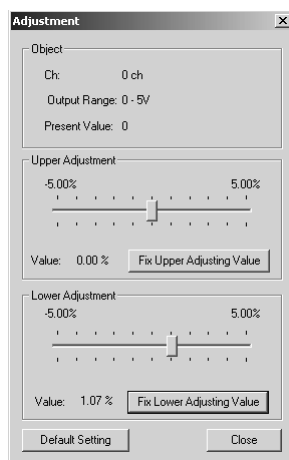 Adjustment
Object
Ch: 0 ch
Output Range: 0 - 5V
Present Value: 0
Upper Adjustment
-5.00% 5.00%
Value: 0.00 % Fix Upper Adjusting Value
Lower Adjustment
-5.00% 5.00%
Value: 1.07 % Fix Lower Adjusting Value
Default Setting Close